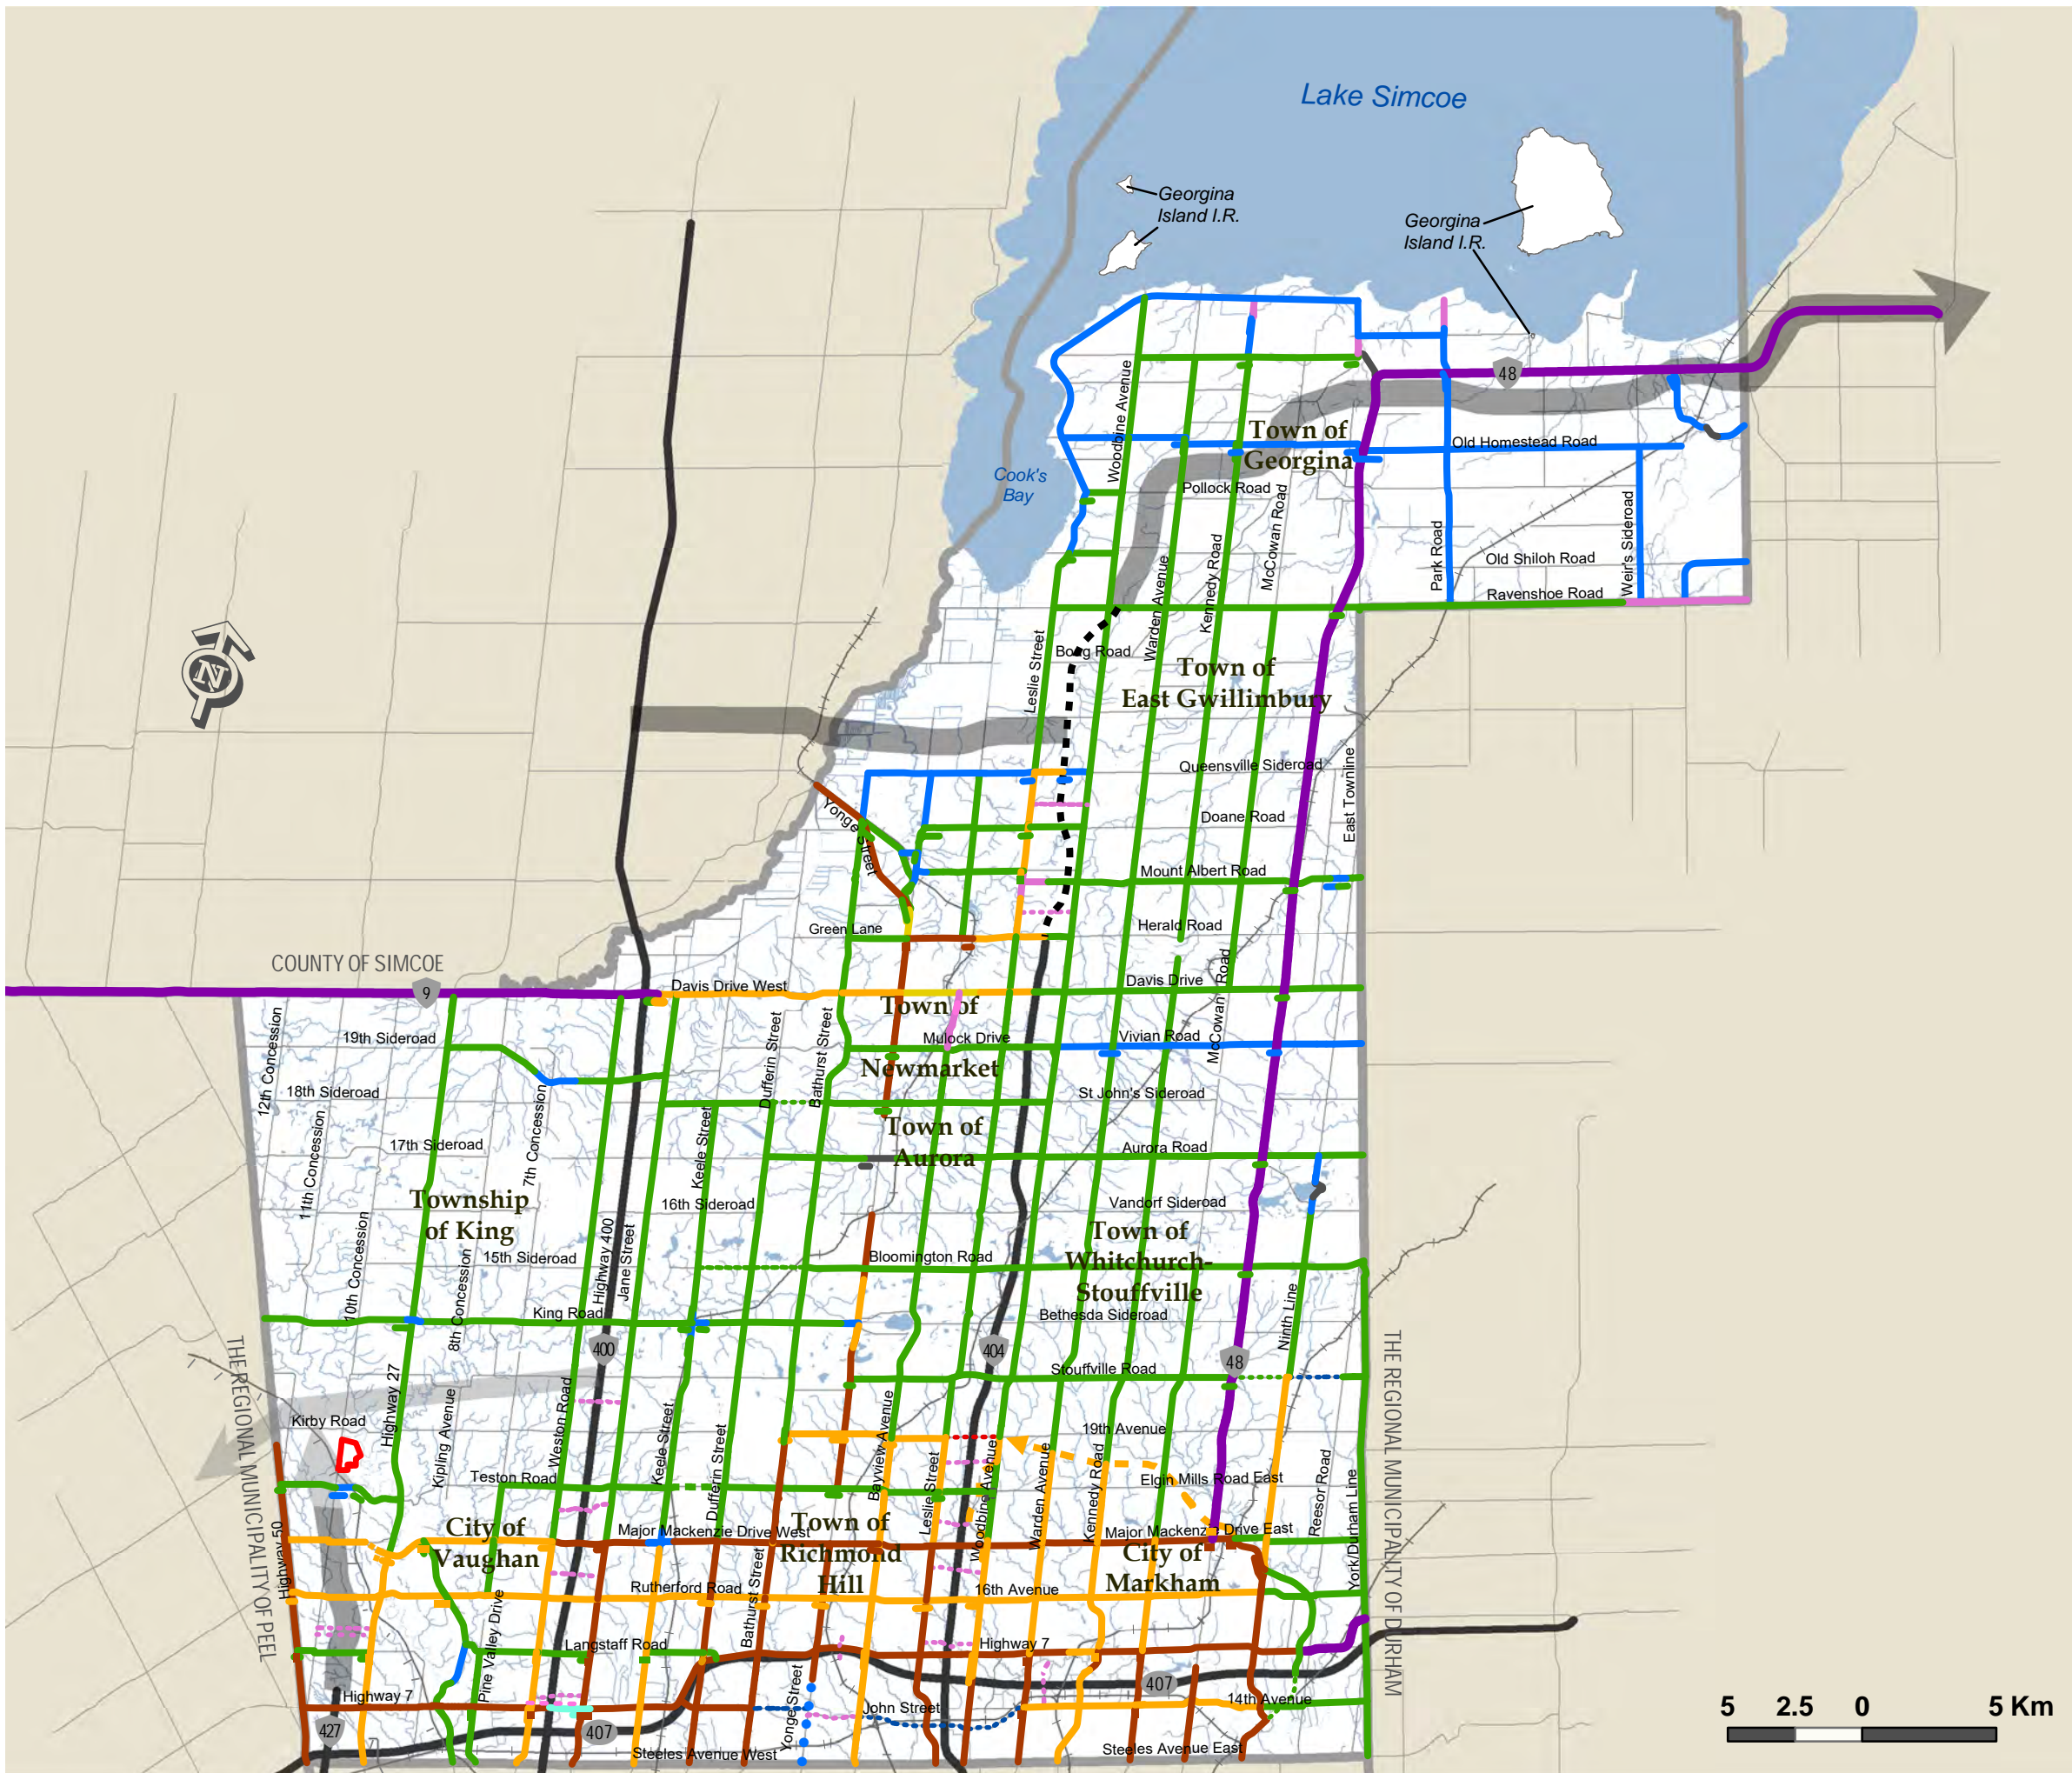 Lake Simcoe
Georgina
Island I.R.
Georgina
Island I.R.
48
Woodbine Avenue
Town of
Georgina
Old Homestead Road
Cook's
Bay
Pollock Road
McCowan Road
Park Road
Weir's Sideroad
Old Shiloh Road
Ravenshoe Road
Warden Avenue
Kennedy Road
N
Leslie Street
Town of
East Gwillimbury
Queensville Sideroad
East Townline
Yonge Street
Doane Road
Mount Albert Road
Green Lane
Herald Road
COUNTY OF SIMCOE
9
Davis Drive West
Davis Drive
McCowan Road
Town of
Newmarket
12th Concession
19th Sideroad
Dufferin Street
Bathurst Street
Mulock Drive
Vivian Road
18th Sideroad
St John's Sideroad
11th Concession
7th Concession
Keele Street
17th Sideroad
Town of
Aurora
Aurora Road
Township
of King
16th Sideroad
Vandorf Sideroad
10th Concession
8th Concession
15th Sideroad
Highway 400
Jane Street
Bloomington Road
Town of
Whitchurch-
Stouffville
King Road
Bethesda Sideroad
Ninth Line
THE REGIONAL MUNICIPALITY OF PEEL
THE REGIONAL MUNICIPALITY OF DURHAM
400
404
48
Stouffville Road
Kirby Road
Highway 27
Kipling Avenue
Weston Road
Keele Street
Dufferin Street
Bayview Avenue
Leslie Street
Woodbine Avenue
Warden Avenue
Kennedy Road
19th Avenue
Teston Road
Elgin Mills Road East
Reesor Road
York/Durham Line
Highway 50
City of
Vaughan
Major Mackenzie Drive West
Town of
Richmond
Hill
Major Mackenzie Drive East
City of
Markham
Rutherford Road
16th Avenue
Pine Valley Drive
Bathurst Street
Langstaff Road
Highway 7
Highway 7
Yonge Street
John Street
407
14th Avenue
427
407
Steeles Avenue West
Steeles Avenue East
5 2.5 0 5 Km